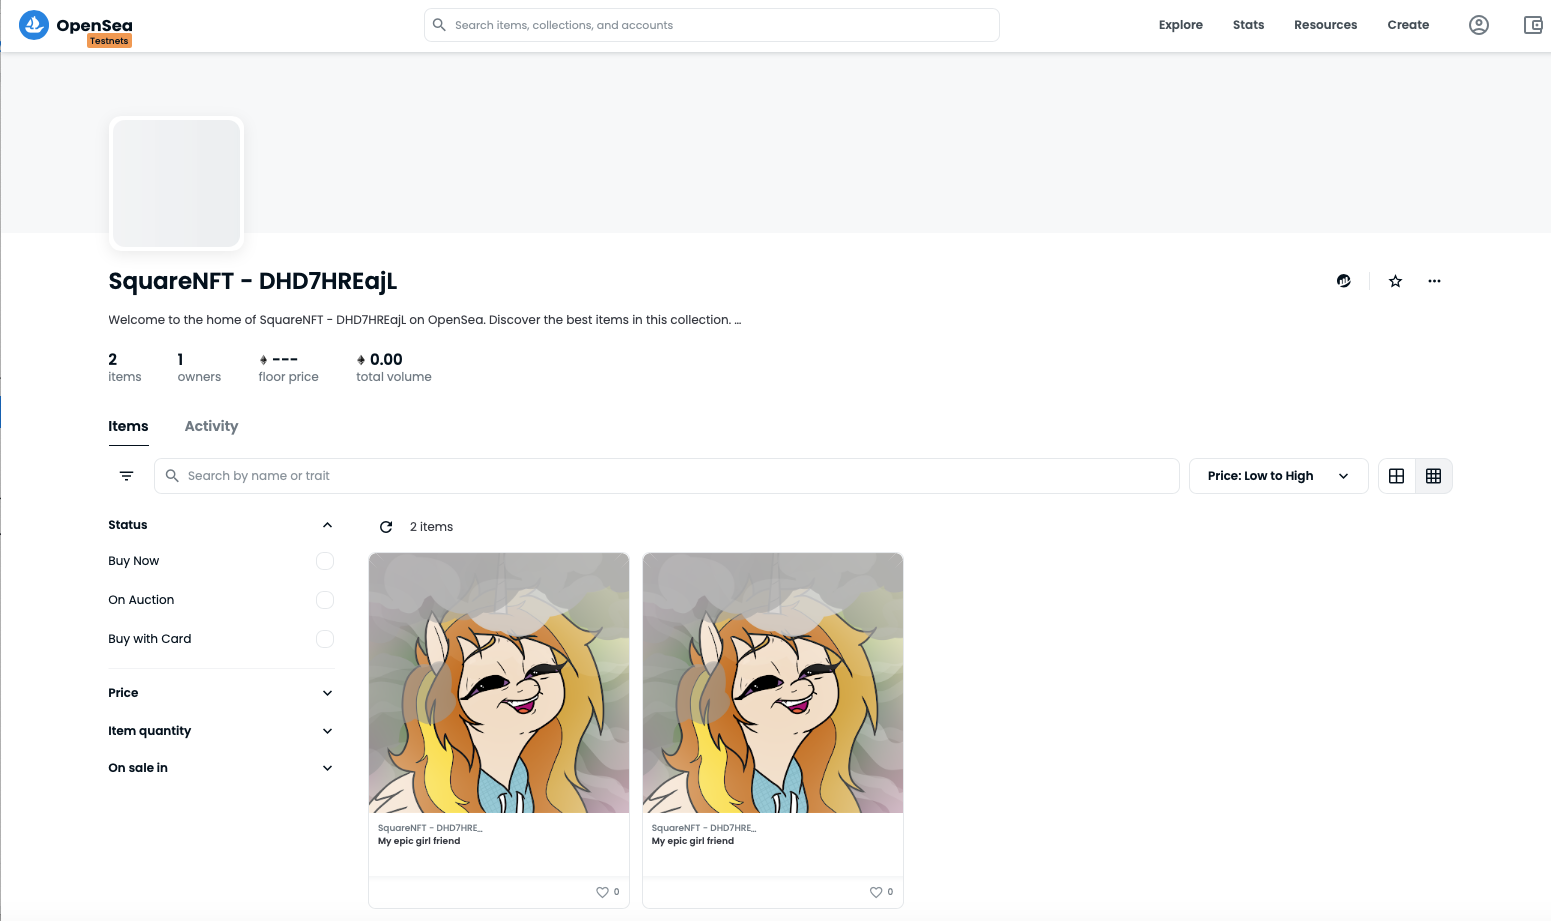 OpenSea
Testnets
Search items, collections, and accounts
Explore
Stats
Resources
Create
SquareNFT - DHD7HREajL
Welcome to the home of SquareNFT - DHD7HREajL on OpenSea. Discover the best items in this collection. ...
2
items
1
owners
---
floor price
0.00
total volume
Items
Activity
Search by name or trait
Price: Low to High
Status
Buy Now
On Auction
Buy with Card
Price
Item quantity
On sale in
2 items
SquareNFT - DHD7HRE...
My epic girl friend
0
SquareNFT - DHD7HRE...
My epic girl friend
0